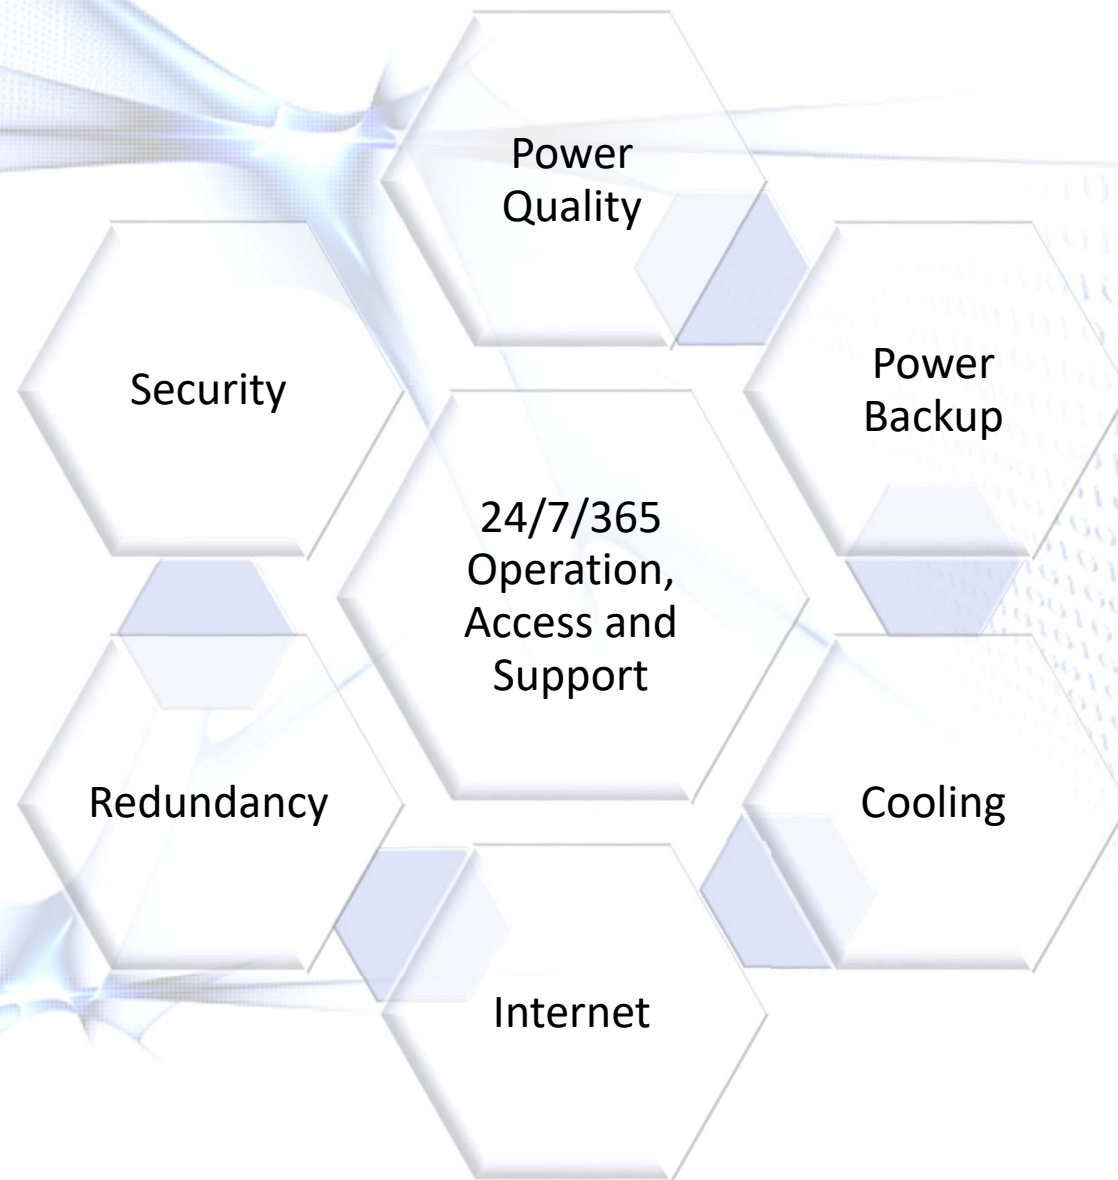 Power
Quality
Security
Power
Backup
24/7/365
Operation,
Access and
Support
Redundancy
Cooling
Internet